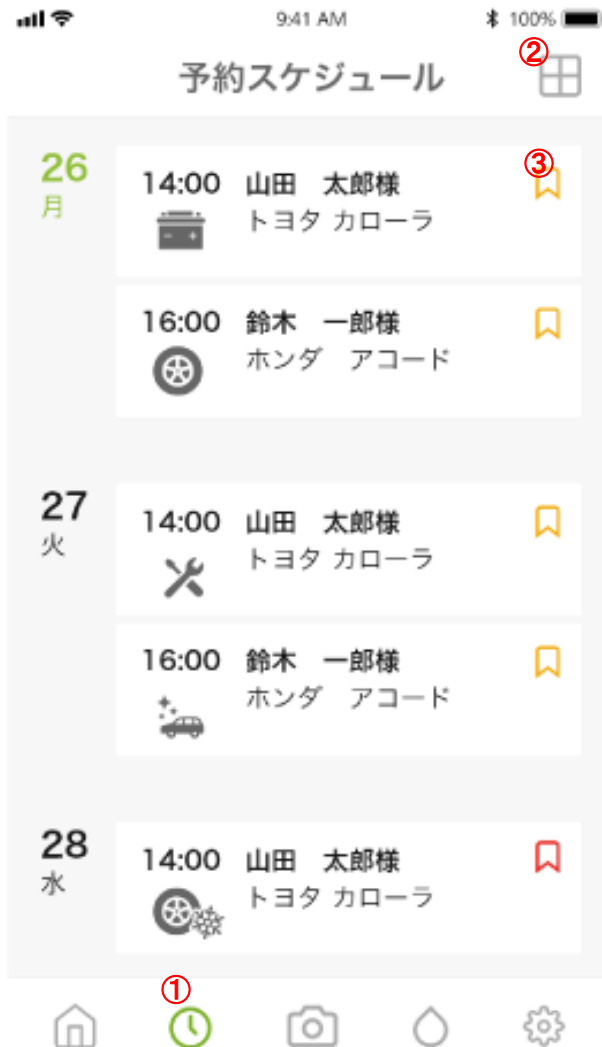 9:41 AM
100%
②
予約スケジュール
26
月
③
14:00 山田 太郎様
トヨタ カローラ
16:00 鈴木 一郎様
ホンダ アコード
27
火
14:00 山田 太郎様
トヨタ カローラ
16:00 鈴木 一郎様
ホンダ アコード
28
水
14:00 山田 太郎様
トヨタ カローラ
①